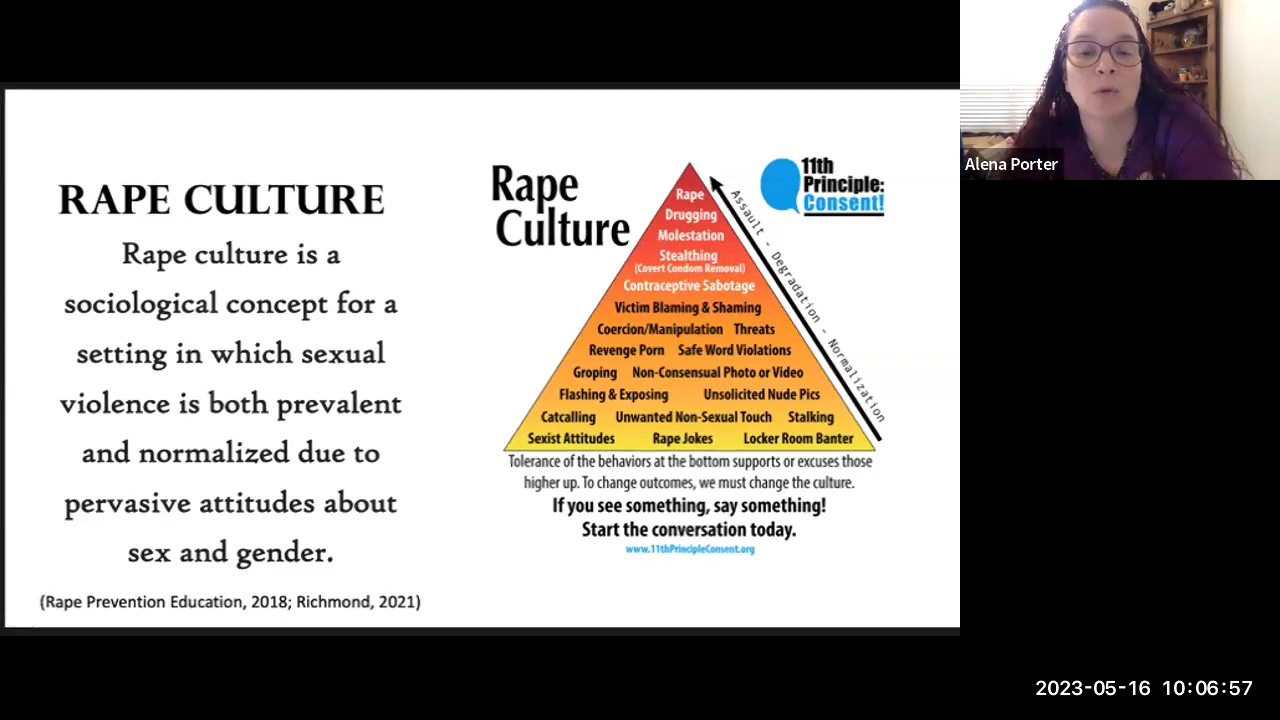 RAPE CULTURE
Rape culture is a
sociological concept for a
setting in which sexual
violence is both prevalent
and normalized due to
pervasive attitudes about
sex and gender.
(Rape Prevention Education, 2018; Richmond, 2021)
Rape
Culture
11th
Principle:
Consent!
Assault - Degradation - Normalization
Rape
Drugging
Molestation
Stealthing
(Covert Condom Removal)
Contraceptive Sabotage
Victim Blaming & Shaming
Coercion/Manipulation Threats
Revenge Porn Safe Word Violations
Groping Non-Consensual Photo or Video
Flashing & Exposing Unsolicited Nude Pics
Catcalling Unwanted Non-Sexual Touch Stalking
Sexist Attitudes Rape Jokes Locker Room Banter
Tolerance of the behaviors at the bottom supports or excuses those
higher up. To change outcomes, we must change the culture.
If you see something, say something!
Start the conversation today.
www.11thPrincipleConsent.org
Alena Porter
2023-05-16 10:06:57